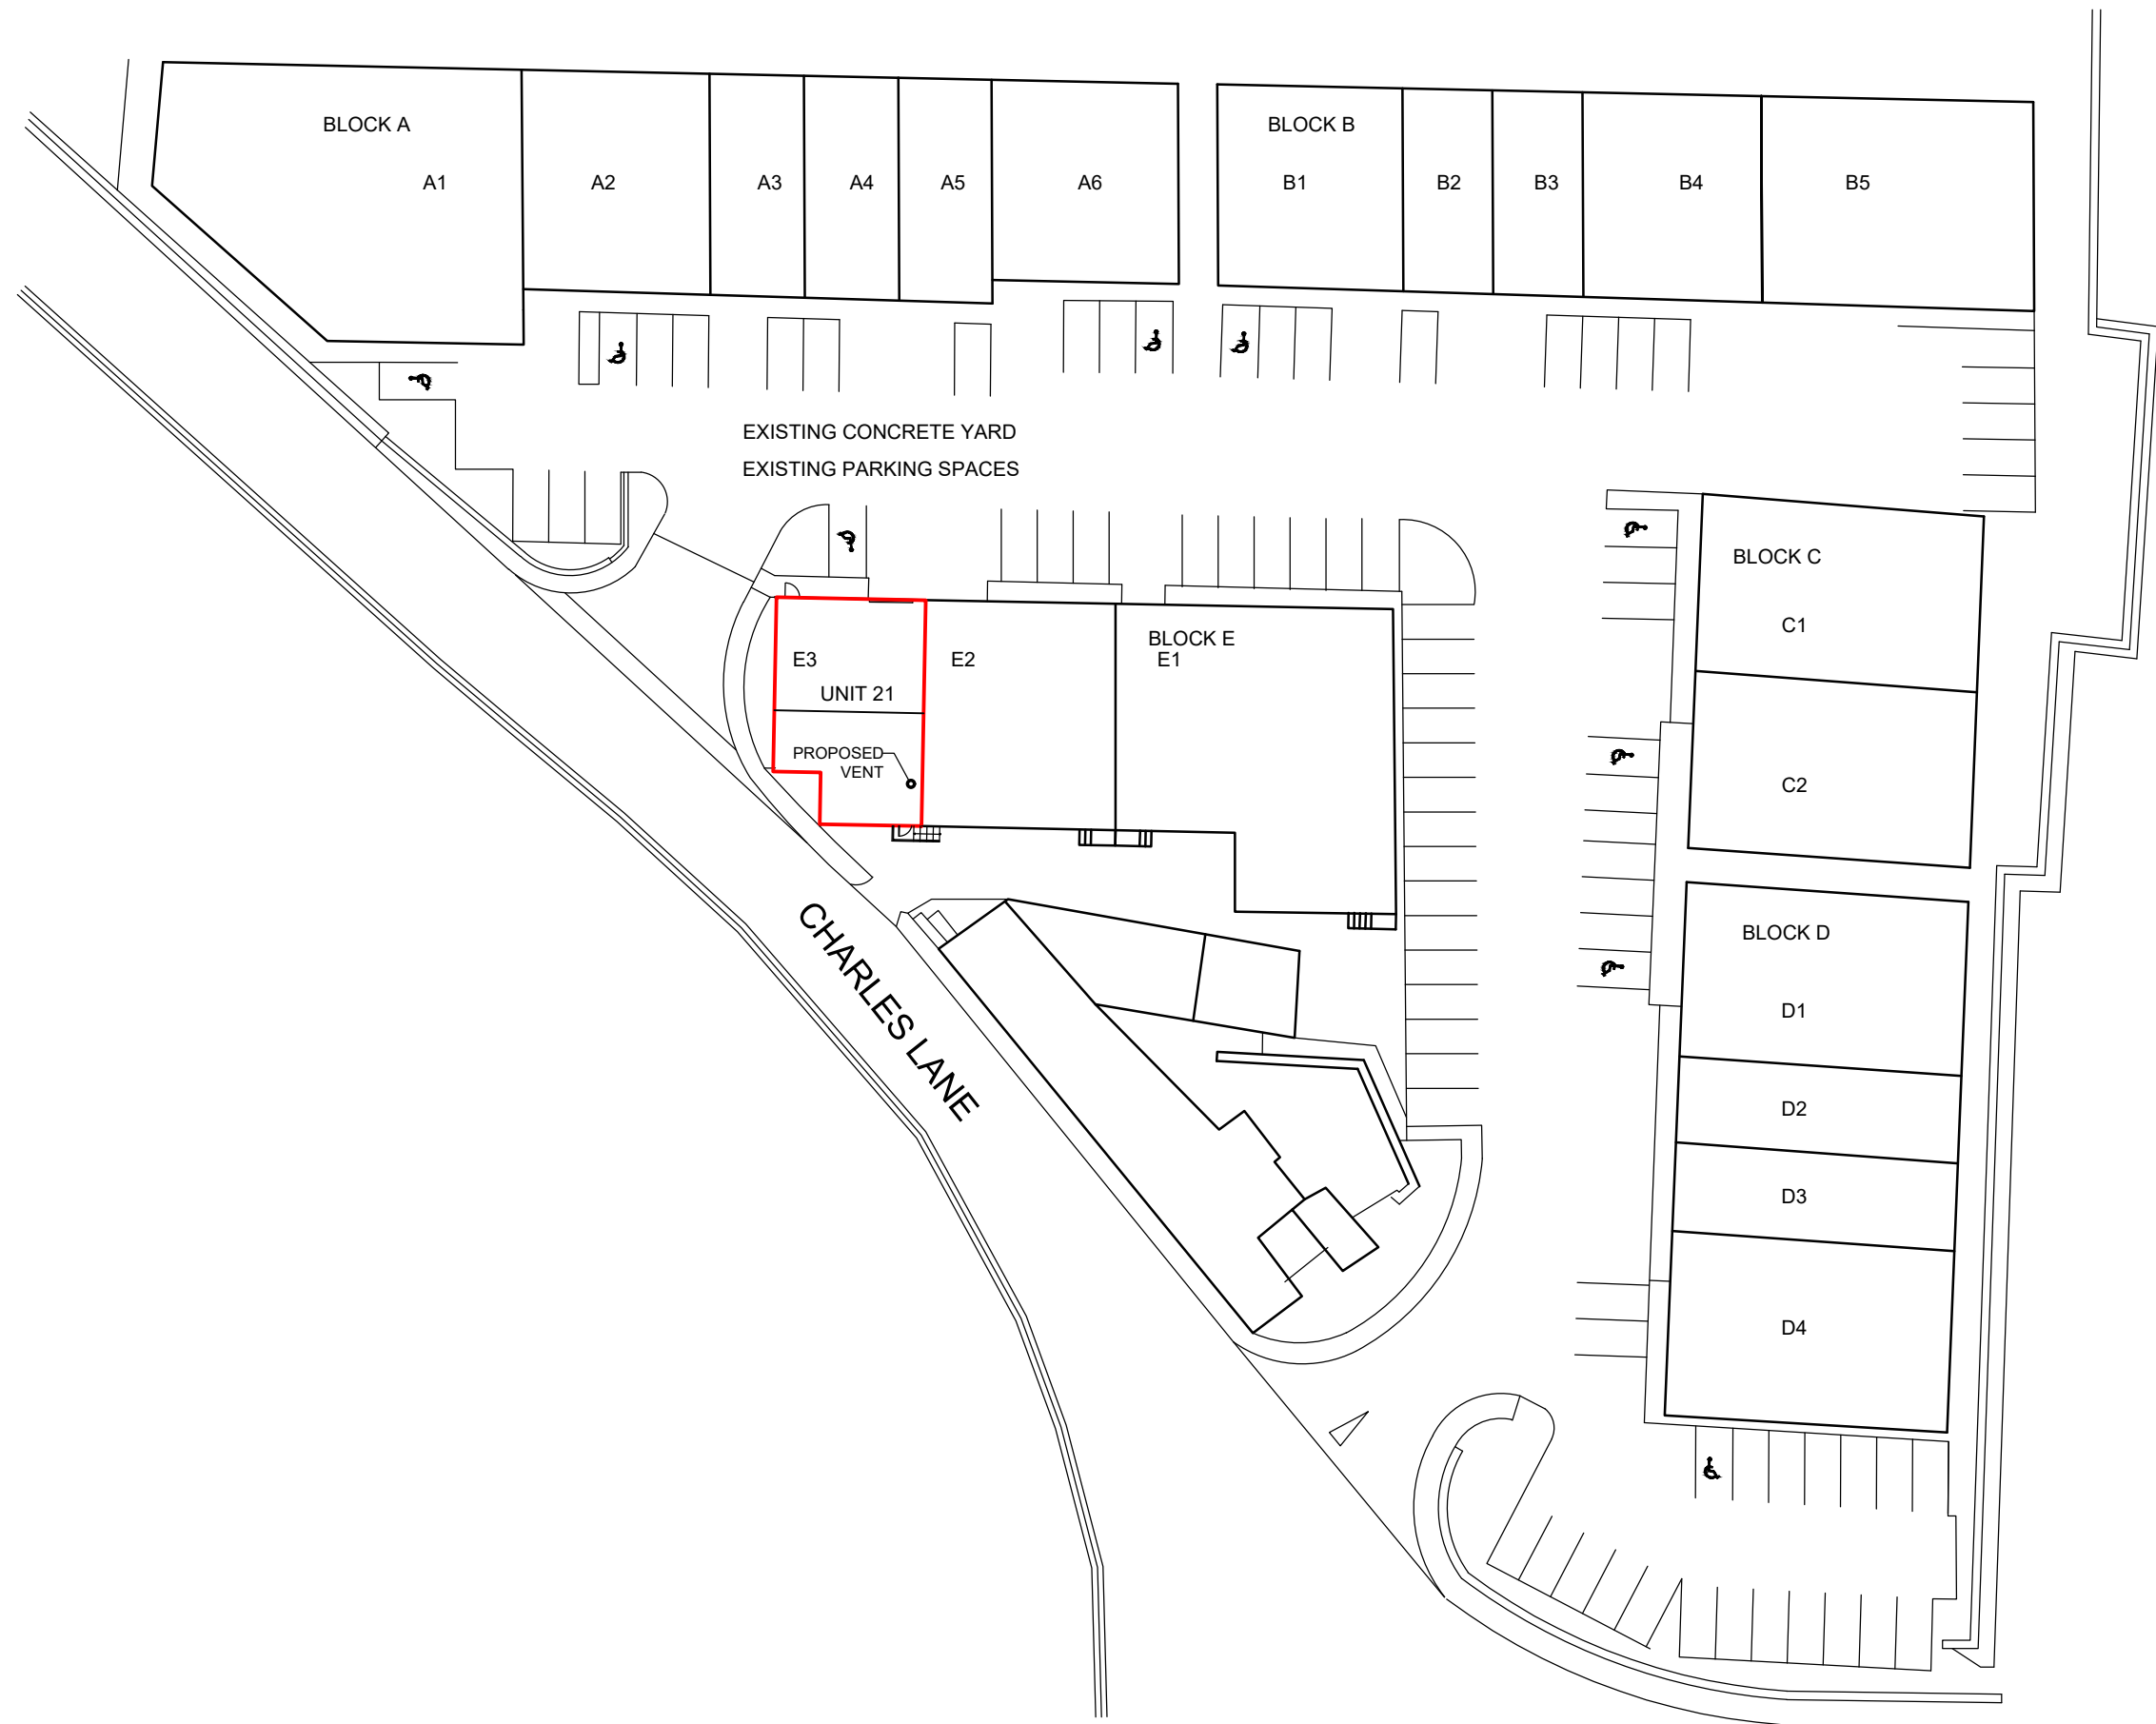 BLOCK A
BLOCK B
A1
A2
A3
A4
A5
A6
B1
B2
B3
B4
B5
EXISTING CONCRETE YARD
EXISTING PARKING SPACES
BLOCK C
C1
C2
BLOCK E
E3
E2
E1
UNIT 21
PROPOSED
VENT
CHARLES LANE
BLOCK D
D1
D2
D3
D4